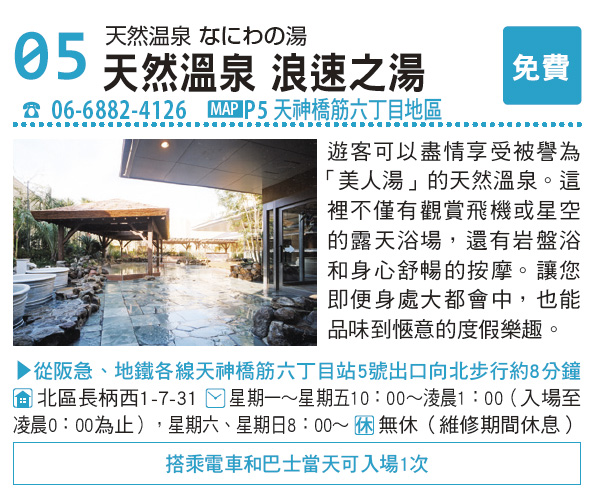 05
天然温泉 なにわの湯
天然溫泉 浪速之湯
免費
☎ 06-6882-4126 MAP P5 天神橋筋六丁目地區
遊客可以盡情享受被譽為
「美人湯」的天然溫泉。這
裡不僅有觀賞飛機或星空
的露天浴場，還有岩盤浴
和身心舒暢的按摩。讓您
即便身處大都會中，也能
品味到愜意的度假樂趣。
▶從阪急、地鐵各線天神橋筋六丁目站5號出口向北步行約8分鐘
北區長柄西1-7-31 星期一～星期五10：00～淩晨1：00（入場至
淩晨0：00為止），星期六、星期日8：00～ 休 無休（維修期間休息）
搭乘電車和巴士當天可入場1次